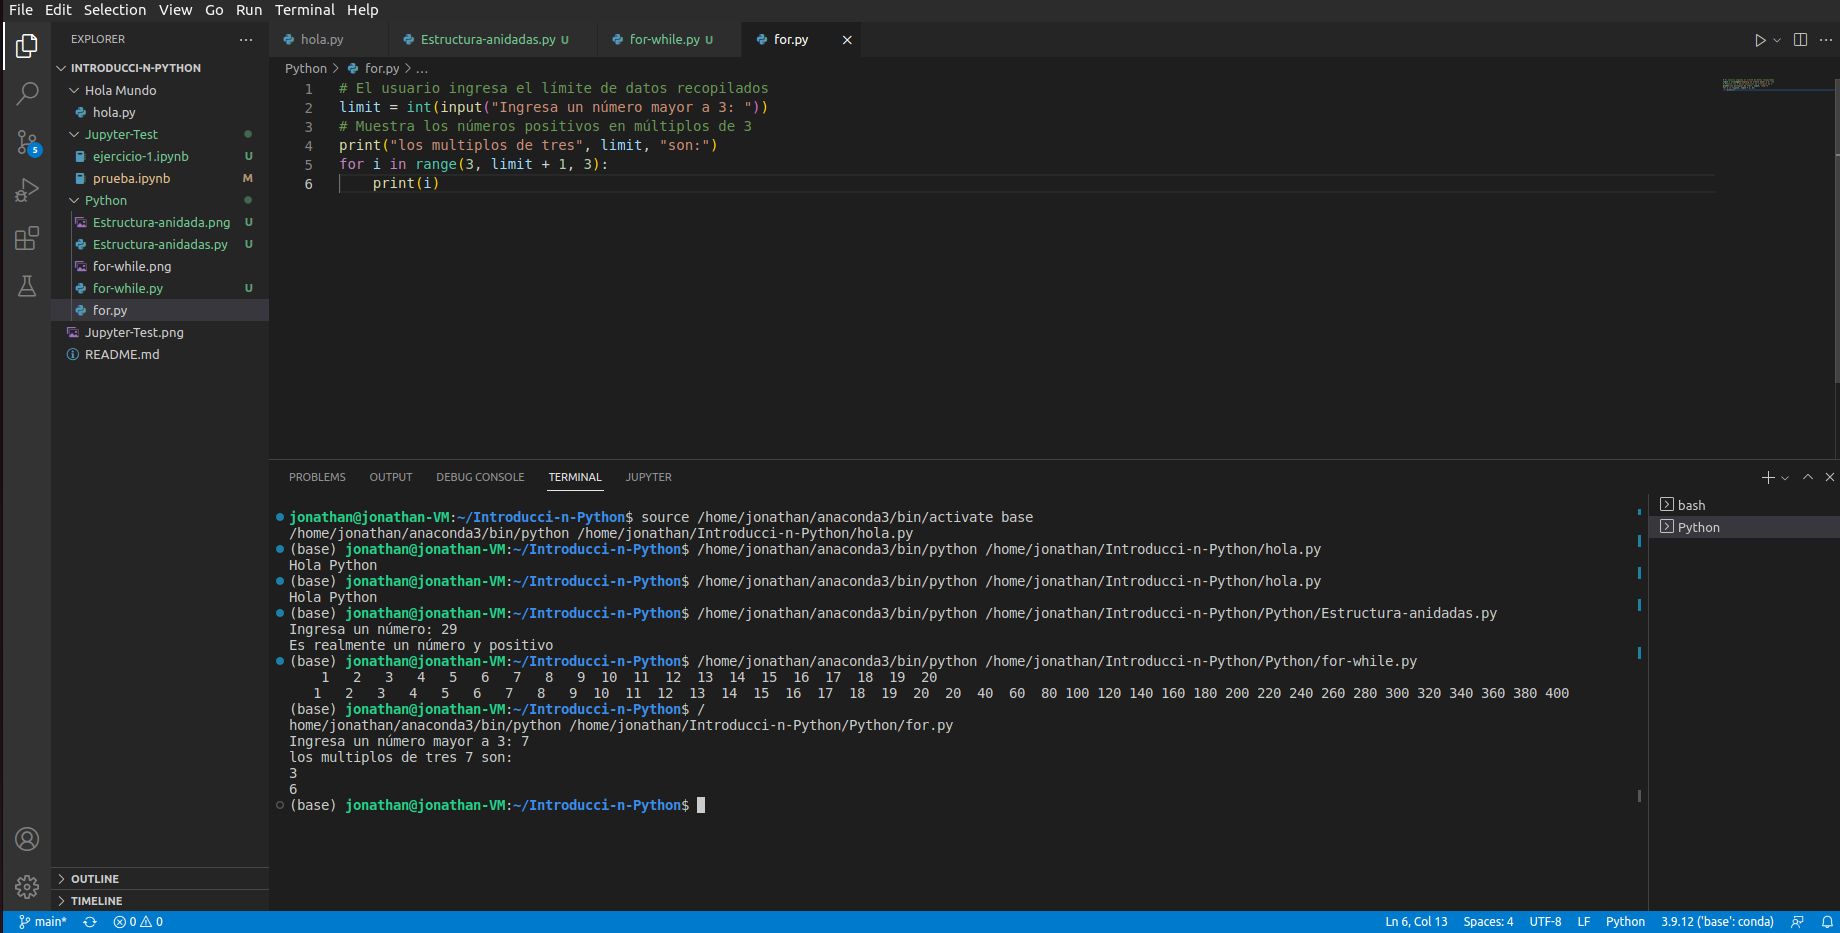 File Edit Selection View Go Run Terminal Help
EXPLORER ...
INTRODUCCI-N-PYTHON
Hola Mundo
hola.py
Jupyter-Test
ejercicio-1.ipynb U
prueba.ipynb M
Python
Estructura-anidada.png U
Estructura-anidadas.py U
for-while.png
for-while.py U
for.py
Jupyter-Test.png
README.md
OUTLINE
TIMELINE
5
hola.py Estructura-anidadas.py U for-while.py U for.py
Python > for.py > ...
1 # El usuario ingresa el límite de datos recopilados
2 limit = int(input("Ingresa un número mayor a 3: "))
3 # Muestra los números positivos en múltiplos de 3
4 print("los multiplos de tres", limit, "son:")
5 for i in range(3, limit + 1, 3):
6     print(i)
PROBLEMS OUTPUT DEBUG CONSOLE TERMINAL JUPYTER
bash
Python
jonathan@jonathan-VM:~/Introducci-n-Python$ source /home/jonathan/anaconda3/bin/activate base
/home/jonathan/anaconda3/bin/python /home/jonathan/Introducci-n-Python/hola.py
(base) jonathan@jonathan-VM:~/Introducci-n-Python$ /home/jonathan/anaconda3/bin/python /home/jonathan/Introducci-n-Python/hola.py
Hola Python
(base) jonathan@jonathan-VM:~/Introducci-n-Python$ /home/jonathan/anaconda3/bin/python /home/jonathan/Introducci-n-Python/hola.py
Hola Python
(base) jonathan@jonathan-VM:~/Introducci-n-Python$ /home/jonathan/anaconda3/bin/python /home/jonathan/Introducci-n-Python/Python/Estructura-anidadas.py
Ingresa un número: 29
Es realmente un número y positivo
(base) jonathan@jonathan-VM:~/Introducci-n-Python$ /home/jonathan/anaconda3/bin/python /home/jonathan/Introducci-n-Python/Python/for-while.py
1 2 3 4 5 6 7 8 9 10 11 12 13 14 15 16 17 18 19 20
1 2 3 4 5 6 7 8 9 10 11 12 13 14 15 16 17 18 19 20 20 40 60 80 100 120 140 160 180 200 220 240 260 280 300 320 340 360 380 400
(base) jonathan@jonathan-VM:~/Introducci-n-Python$ /
home/jonathan/anaconda3/bin/python /home/jonathan/Introducci-n-Python/Python/for.py
Ingresa un número mayor a 3: 7
los multiplos de tres 7 son:
3
6
(base) jonathan@jonathan-VM:~/Introducci-n-Python$
main* 0 0 Ln 6, Col 13 Spaces: 4 UTF-8 LF Python 3.9.12 ('base': conda)